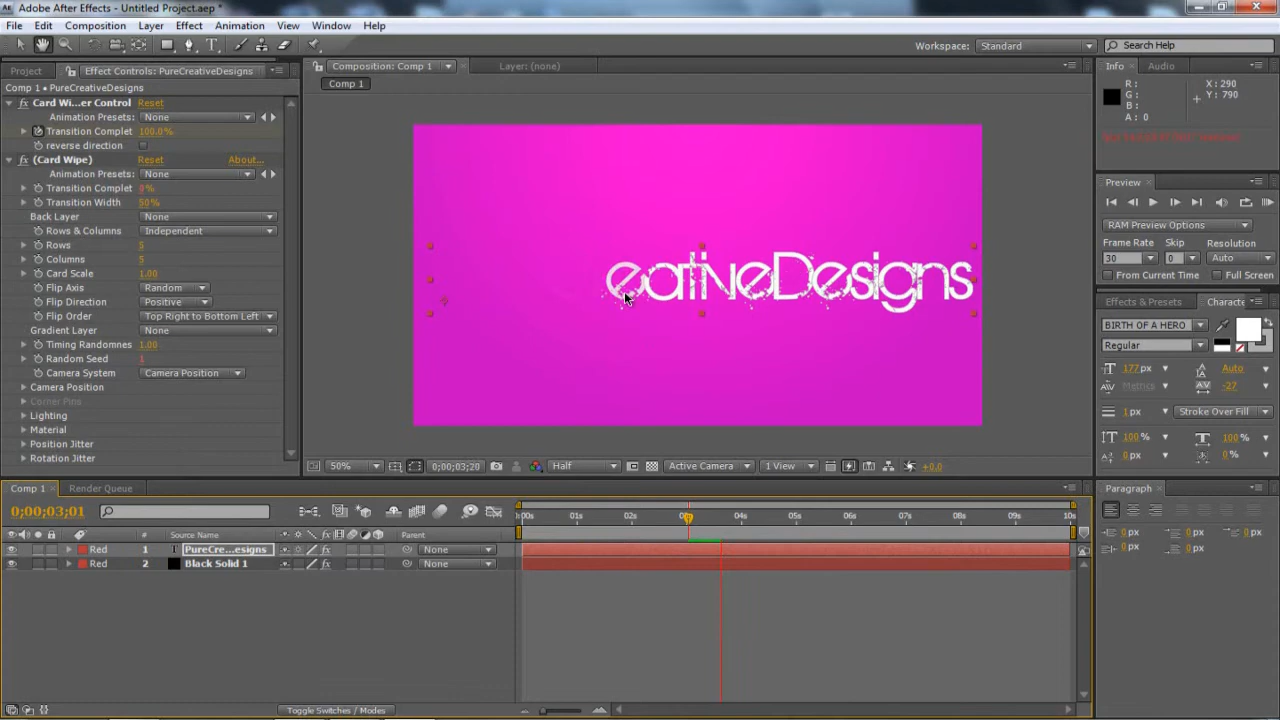 Adobe After Effects - Untitled Project.aep *
File Edit Composition Layer Effect Animation View Window Help
Workspace: Standard Search Help
Project Effect Controls: PureCreativeDesigns Composition: Comp 1 Layer: (none) Info Audio
Comp 1 • PureCreativeDesigns Comp 1
R: G: B: A: 0 X: 290 Y: 790
fx Card Wi...er Control Reset
Animation Presets: None
Transition Complet 100.0%
reverse direction
fx (Card Wipe) Reset About...
Animation Presets: None
Transition Complet 0%
Transition Width 50%
Back Layer None
Rows & Columns Independent
Rows 5
Columns 5
Card Scale 1.00
Flip Axis Random
Flip Direction Positive
Flip Order Top Right to Bottom Left
Gradient Layer None
Timing Randomnes 1.00
Random Seed 1
Camera System Camera Position
Camera Position
Corner Pins
Lighting
Material
Position Jitter
Rotation Jitter
eativeDesigns
50% 0;00;03;20 Half Active Camera 1 View +0.0
Preview
RAM Preview Options
Frame Rate Skip Resolution
30 0 Auto
From Current Time Full Screen
Effects & Presets Characte
BIRTH OF A HERO
Regular
177 px Auto
Metrics -27
1 px Stroke Over Fill
100 % 100 %
0 px 0 %
Paragraph
0 px 0 px 0 px
0 px 0 px
Comp 1 Render Queue
0;00;03;01
# Source Name Parent
Red 1 T PureCre...esigns fx None
Red 2 Black Solid 1 fx None
00s 01s 02s 03s 04s 05s 06s 07s 08s 09s 10s
Toggle Switches / Modes